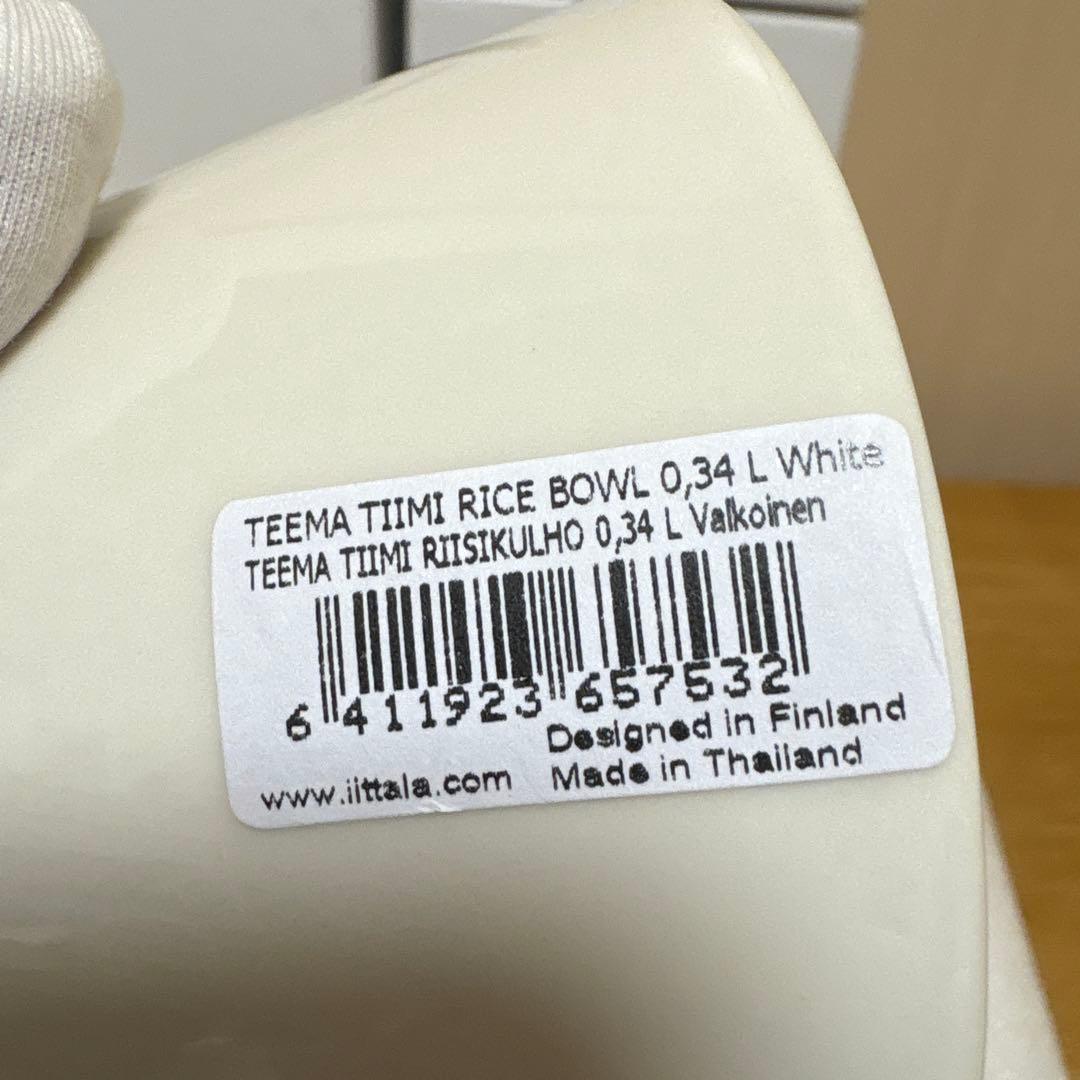 TEEMA TIIMI RICE BOWL 0,34 L White
TEEMA TIIMI RIISIKULHO 0,34 L Valkoinen
6 411923 657532
Designed in Finland
www.iittala.com Made in Thailand